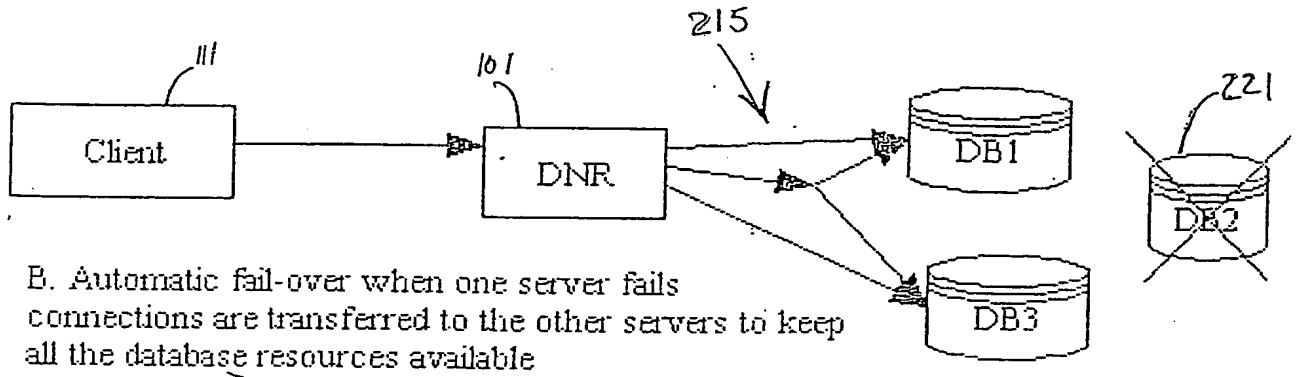 215
111
101
221
Client
DNR
DB1
DB2
DB3
B. Automatic fail-over when one server fails
connections are transferred to the other servers to keep
all the database resources available